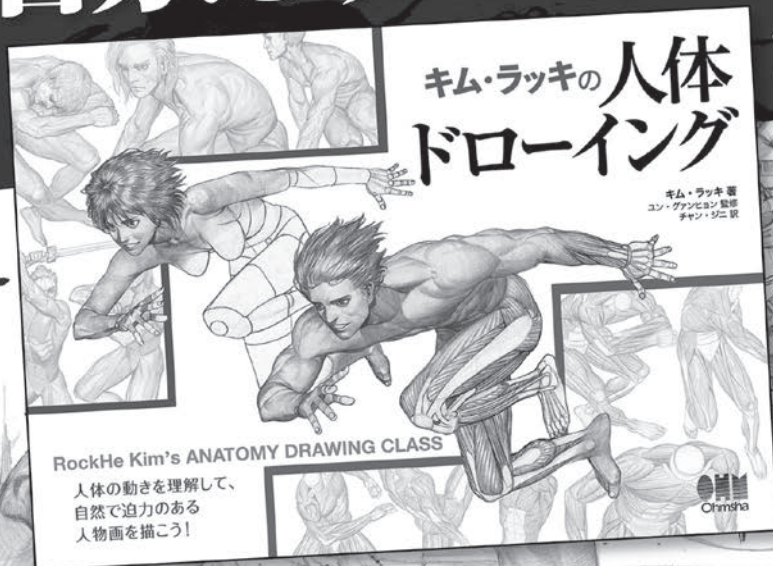 キム・ラッキの人体
ドローイング
キム・ラッキ 著
ユン・グァンヒョン 監修
チャン・ジニ 訳
RockHe Kim's ANATOMY DRAWING CLASS
人体の動きを理解して、
自然で迫力のある
人物画を描こう!
OHM
Ohmsha